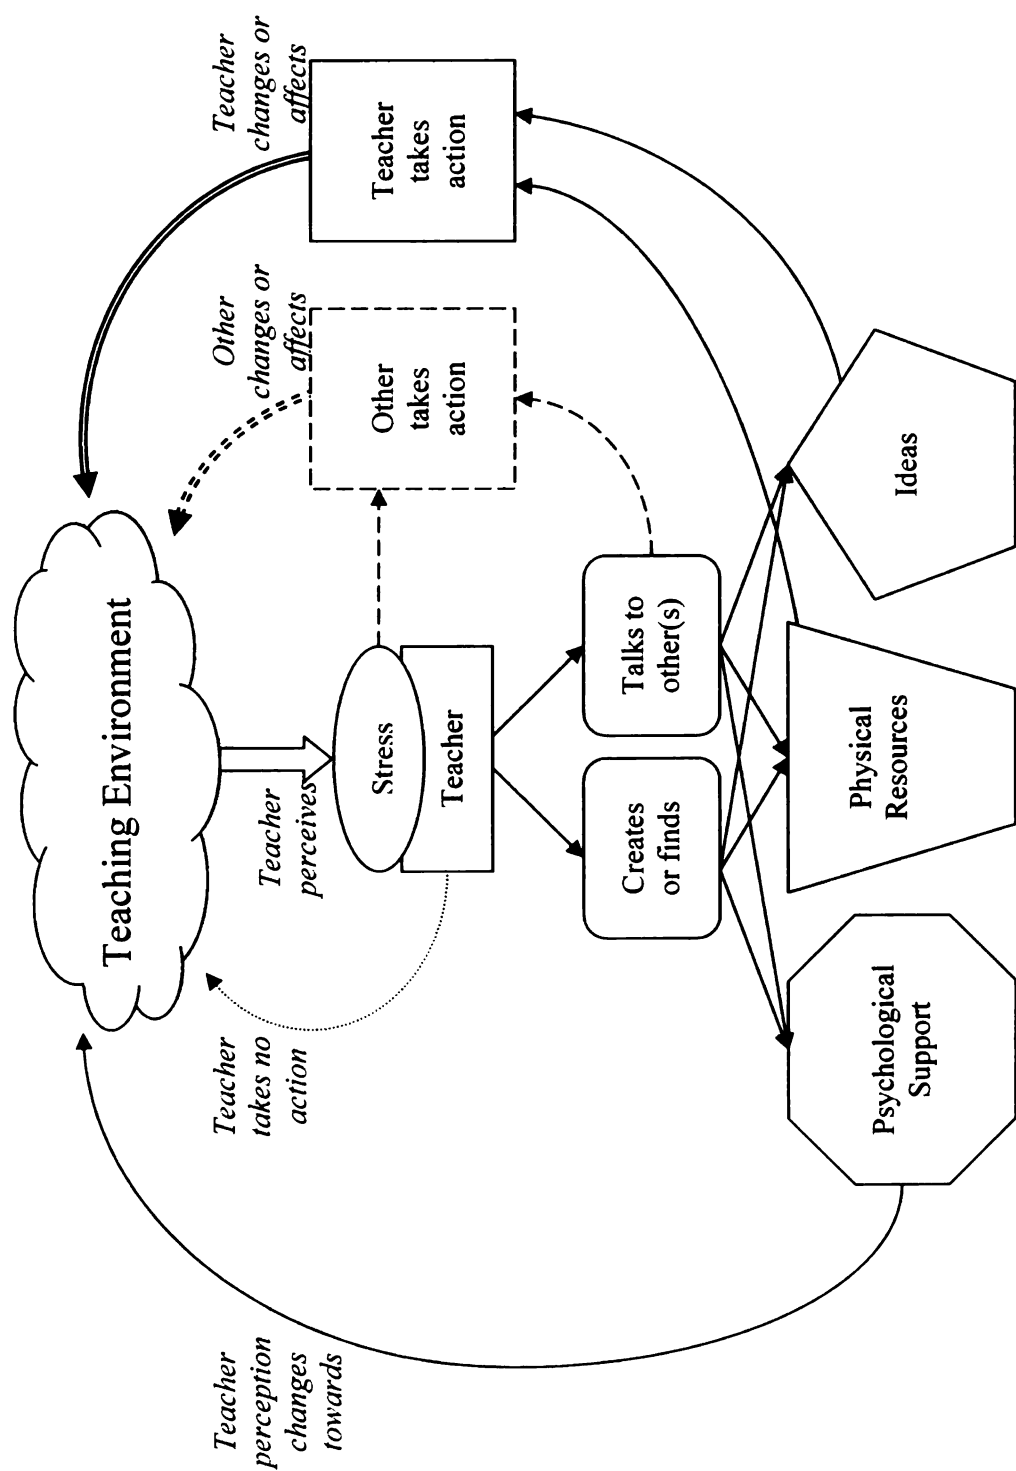 Teaching Environment
Teacher
perception
changes
towards
Teacher
takes no
action
Teacher
perceives
Other
changes or
affects
Teacher
changes or
affects
Stress
Teacher
Other
takes
action
Teacher
takes
action
Creates
or finds
Talks to
other(s)
Psychological
Support
Physical
Resources
Ideas